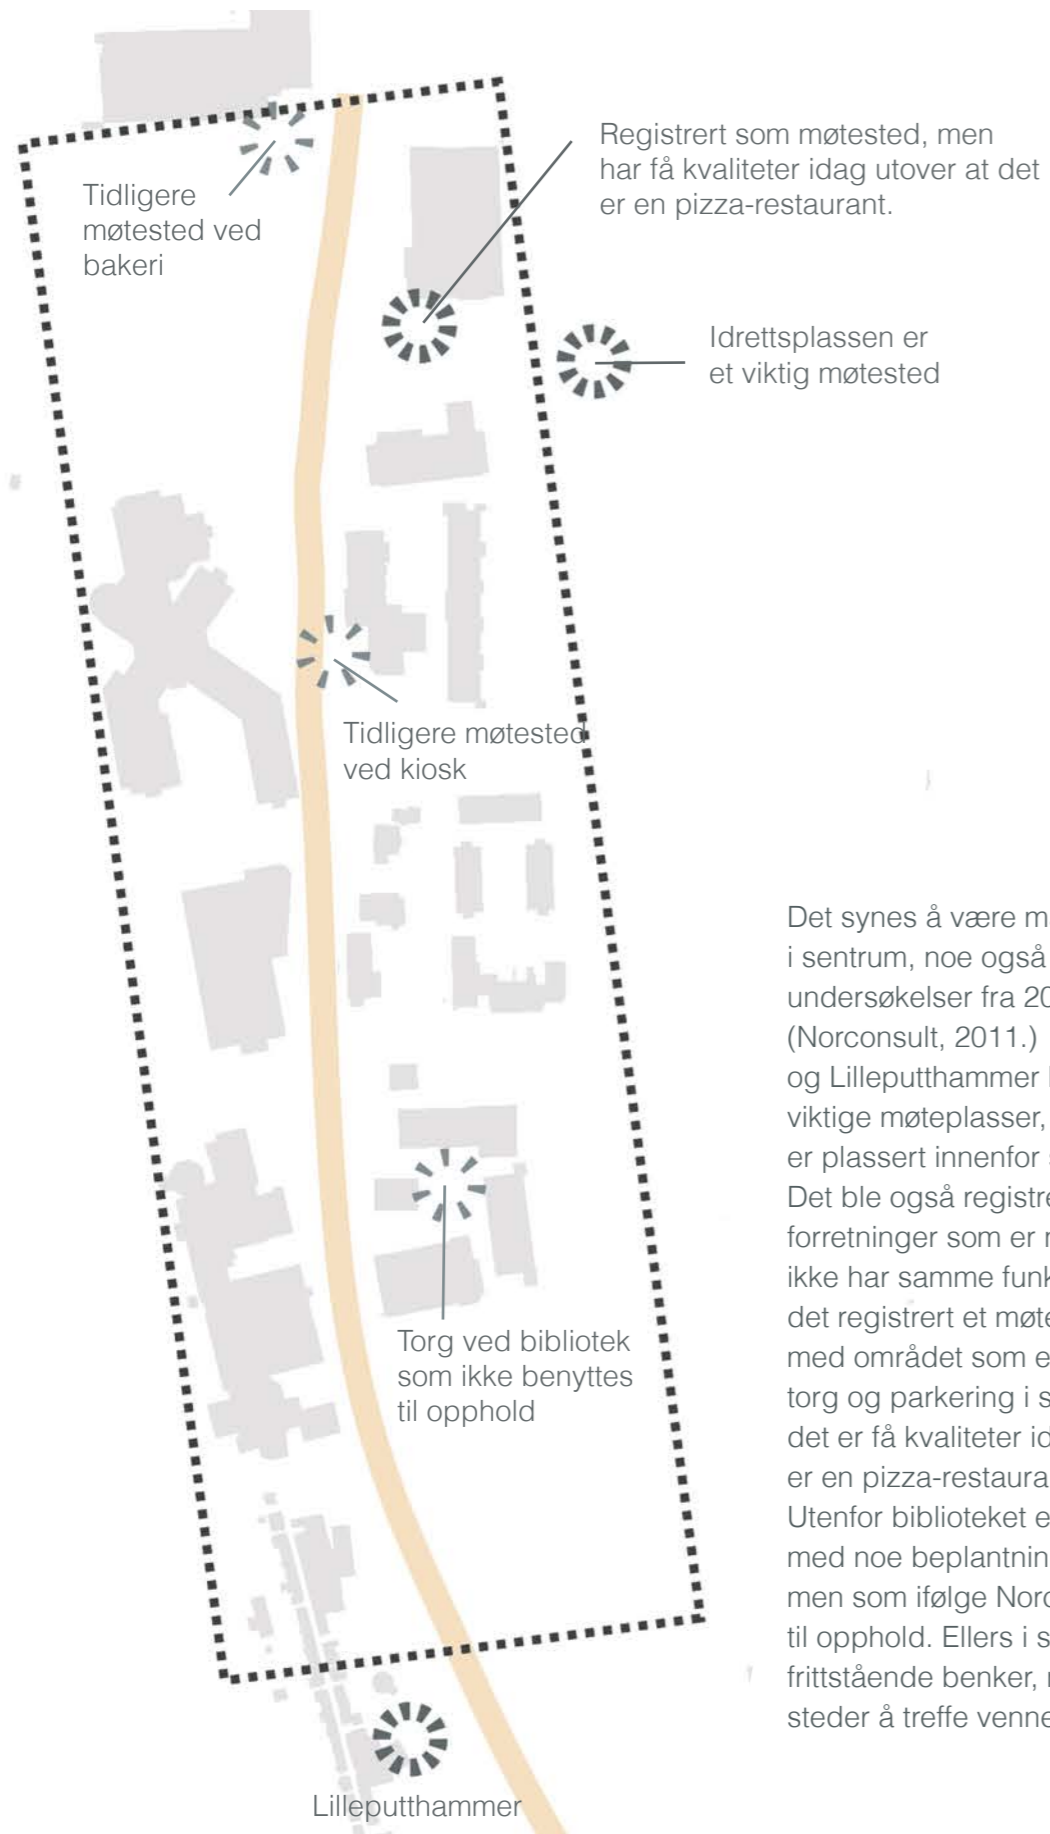 Registrert som møtested, men
har få kvaliteter idag utover at det
er en pizza-restaurant.
Tidligere
møtested ved
bakeri
Idrettsplassen er
et viktig møtested
Tidligere møtested
ved kiosk
Torg ved bibliotek
som ikke benyttes
til opphold
Lilleputthammer
Det synes å være m
i sentrum, noe også
undersøkelser fra 20
(Norconsult, 2011.)
og Lilleputthammer
viktige møteplasser,
er plassert innenfor s
Det ble også registre
forretninger som er
ikke har samme funk
det registrert et møte
med området som e
torg og parkering i s
det er få kvaliteter id
er en pizza-restaura
Utenfor biblioteket e
med noe beplantnin
men som ifølge Norc
til opphold. Ellers i s
frittstående benker,
steder å treffe venne